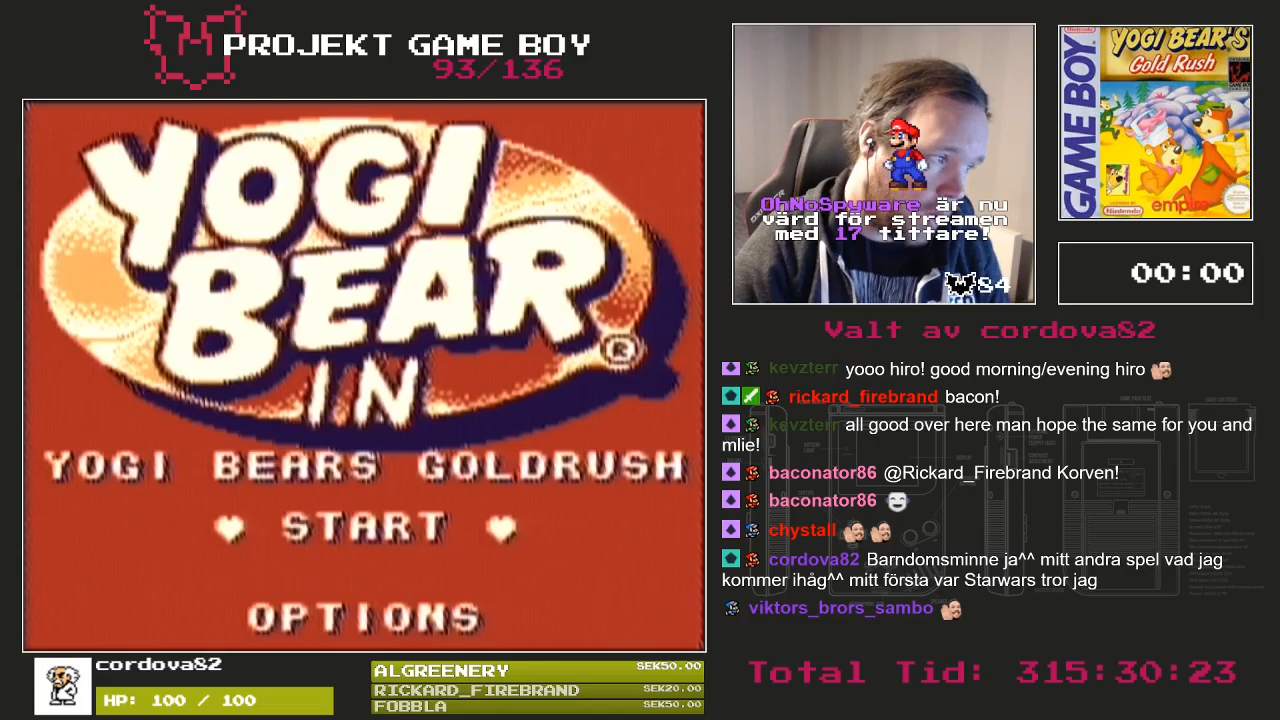 PROJEKT GAME BOY
93/136
YOGI
BEAR
®
IN
YOGI BEARS GOLDRUSH
START
OPTIONS
cordova82
HP: 100 / 100
ALGREENERY SEK50.00
RICKARD_FIREBRAND SEK20.00
FOBBLA SEK50.00
OhNoSpyware är nu
värd för streamen
med 17 tittare!
84
Nintendo
GAME BOY
YOGI BEAR'S
Gold Rush
Nintendo
empire
00:00
Valt av cordova82
kevzterr yooo hiro! good morning/evening hiro
rickard_firebrand bacon!
kevzterr all good over here man hope the same for you and
mlie!
baconator86 @Rickard_Firebrand Korven!
baconator86
chystall
cordova82 Barndomsminne ja^^ mitt andra spel vad jag
kommer ihåg^^ mitt första var Starwars tror jag
viktors_brors_sambo
Total Tid: 315:30:23